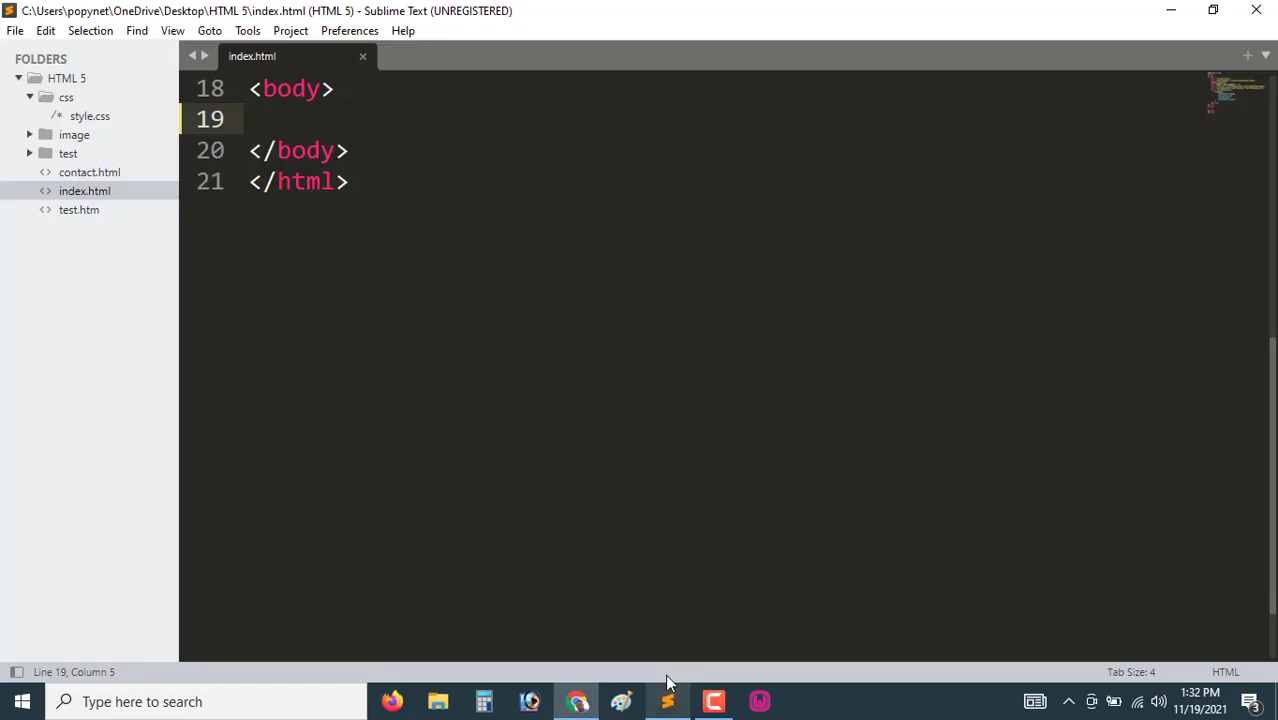 C:\Users\popynet\OneDrive\Desktop\HTML 5\index.html (HTML 5) - Sublime Text (UNREGISTERED)
File Edit Selection Find View Goto Tools Project Preferences Help
FOLDERS
HTML 5
css
/* style.css
image
test
<> contact.html
<> index.html
<> test.htm
index.html
18 <body>
19
20 </body>
21 </html>
Line 19, Column 5
Tab Size: 4
HTML
Type here to search
1:32 PM
11/19/2021
3